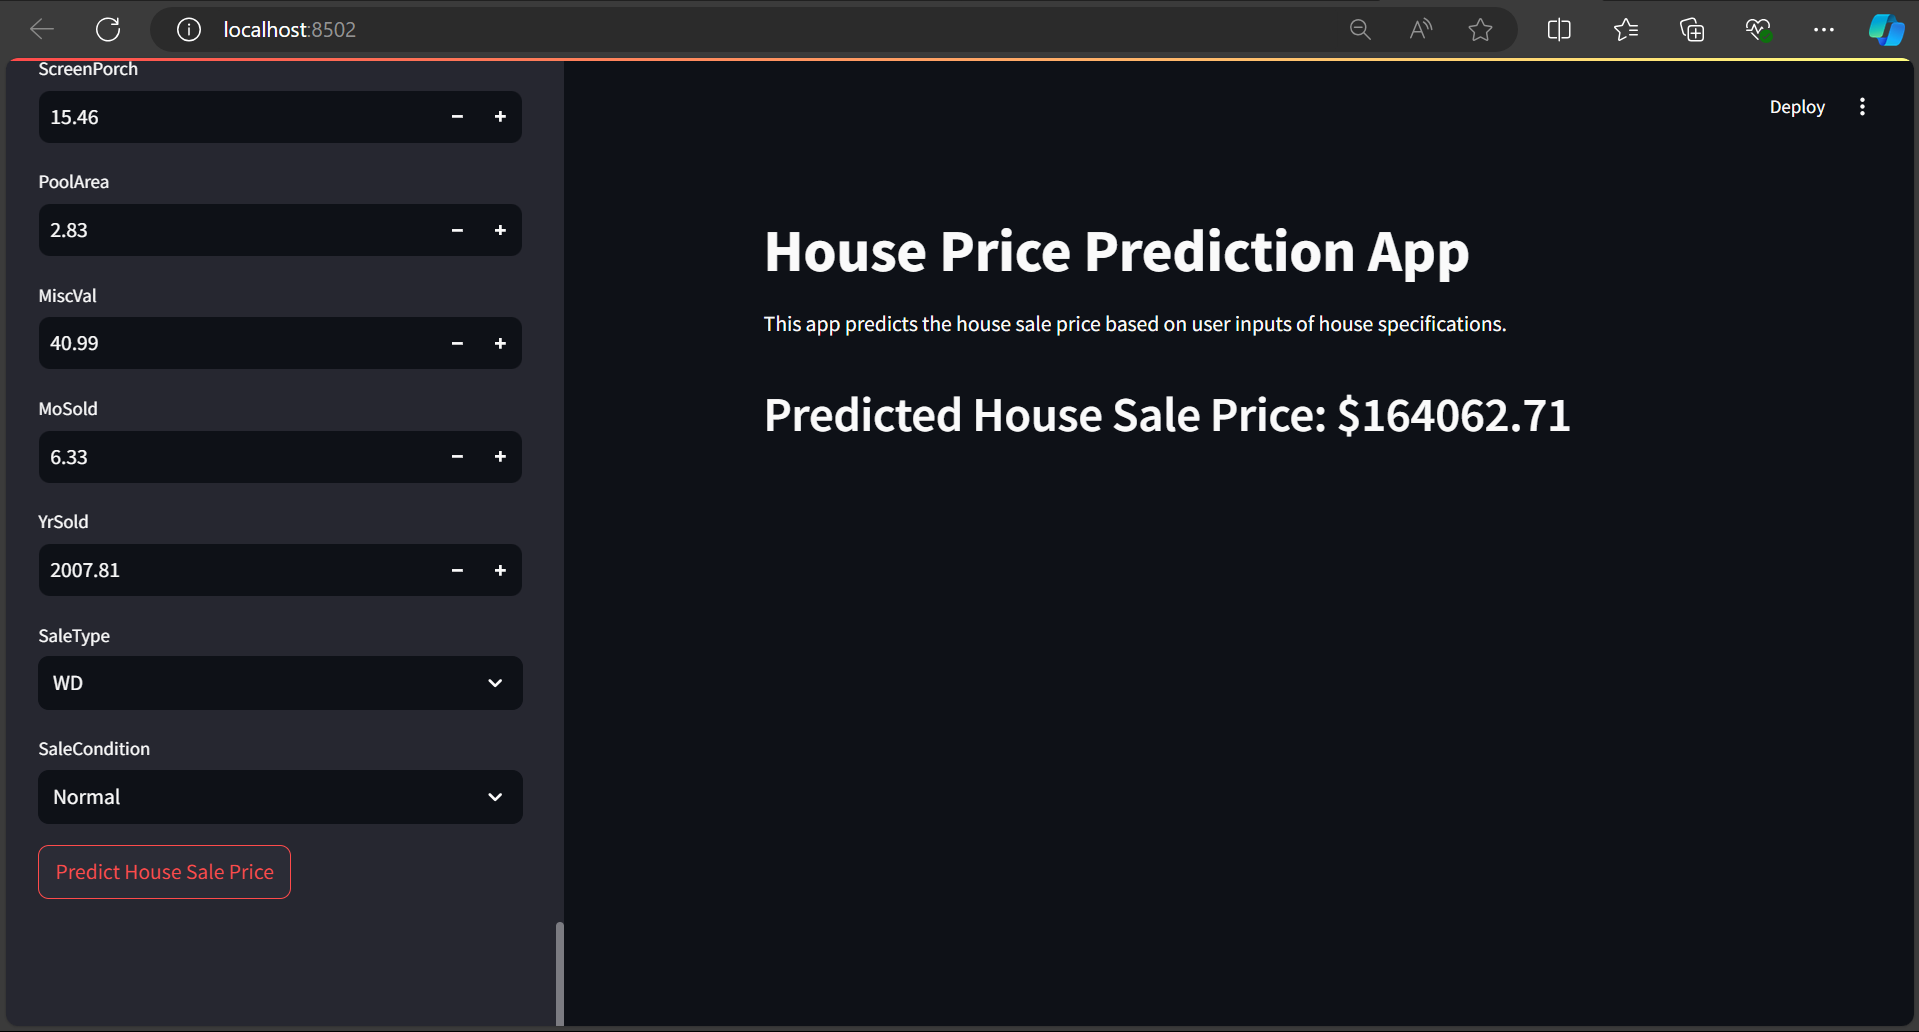 localhost:8502
ScreenPorch
15.46
PoolArea
2.83
MiscVal
40.99
MoSold
6.33
YrSold
2007.81
SaleType
WD
SaleCondition
Normal
Predict House Sale Price
Deploy
House Price Prediction App
This app predicts the house sale price based on user inputs of house specifications.
Predicted House Sale Price: $164062.71